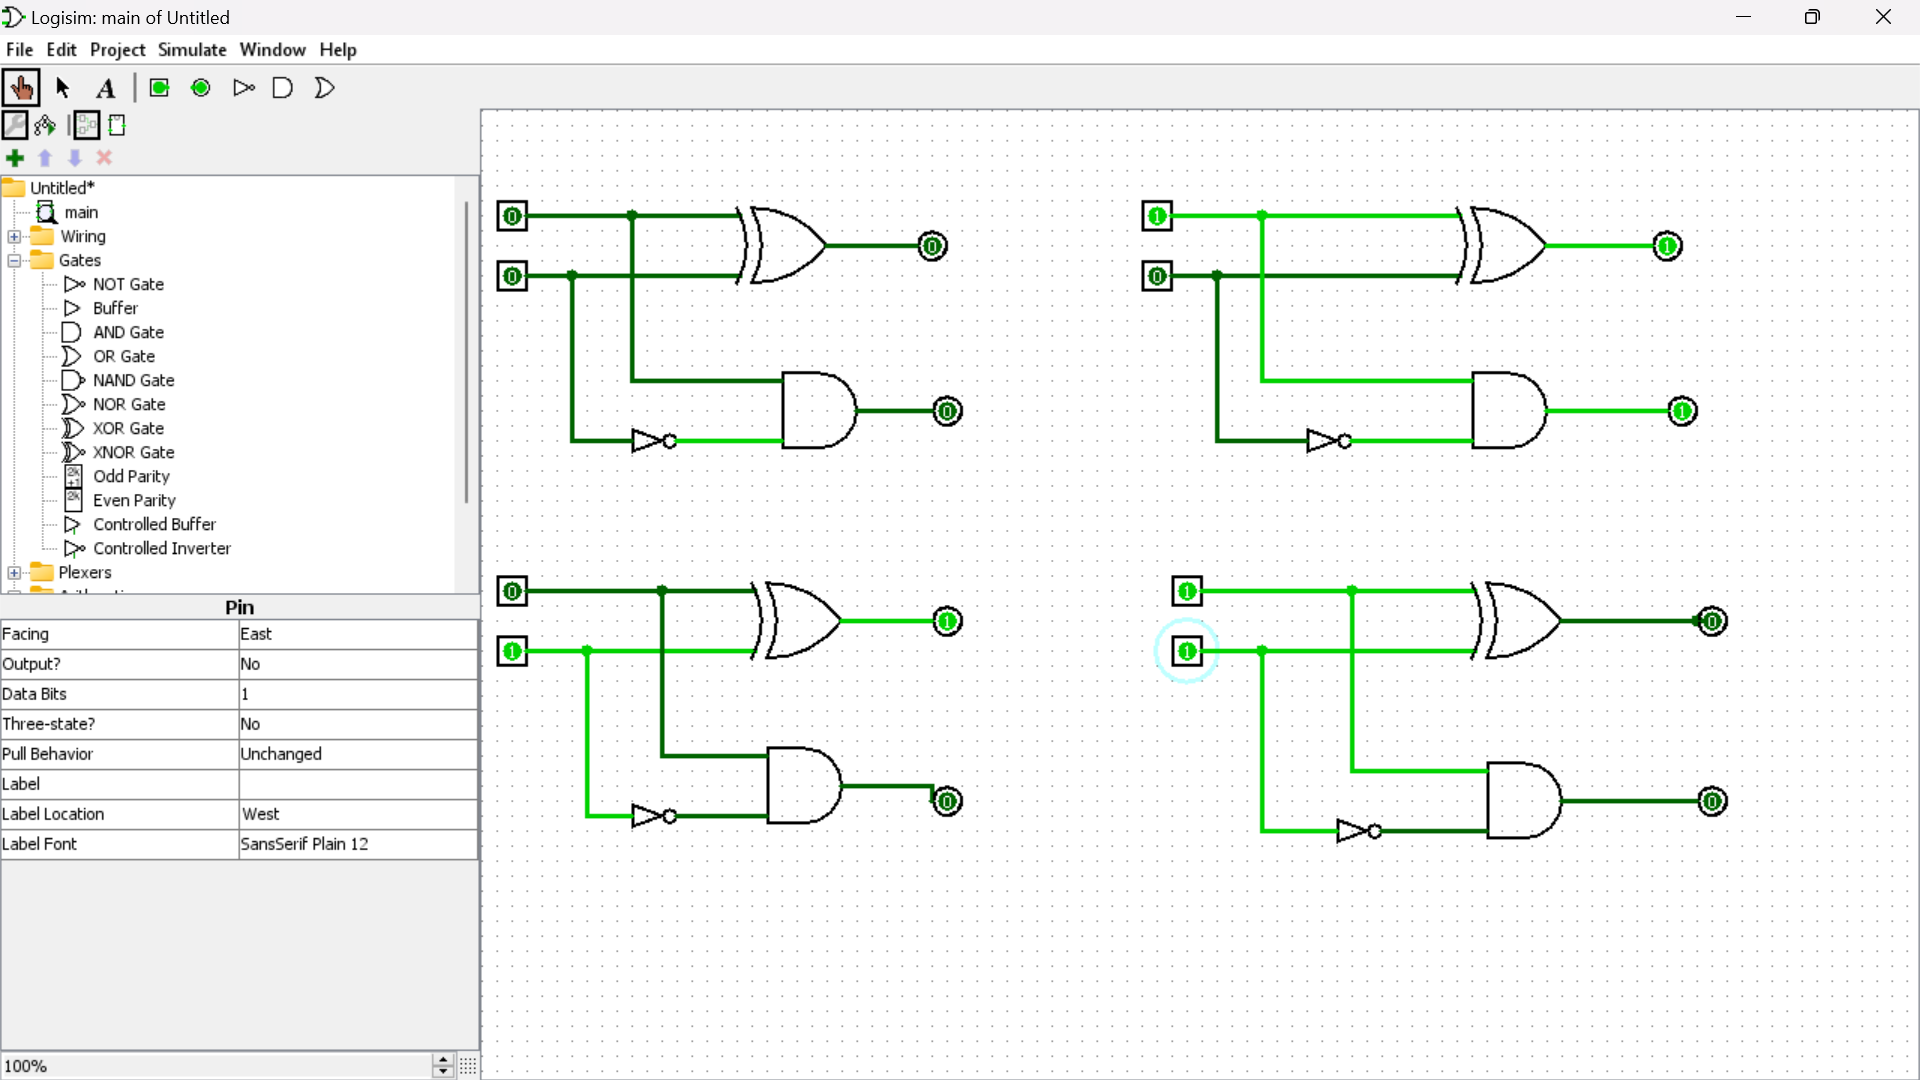 Logisim: main of Untitled
File Edit Project Simulate Window Help
A
Untitled*
main
Wiring
Gates
NOT Gate
Buffer
AND Gate
OR Gate
NAND Gate
NOR Gate
XOR Gate
XNOR Gate
2k+1 Odd Parity
2k Even Parity
Controlled Buffer
Controlled Inverter
Plexers
Pin
Facing East
Output? No
Data Bits 1
Three-state? No
Pull Behavior Unchanged
Label
Label Location West
Label Font SansSerif Plain 12
100%
0
0
0
0
1
0
1
1
0
1
1
0
1
1
0
0